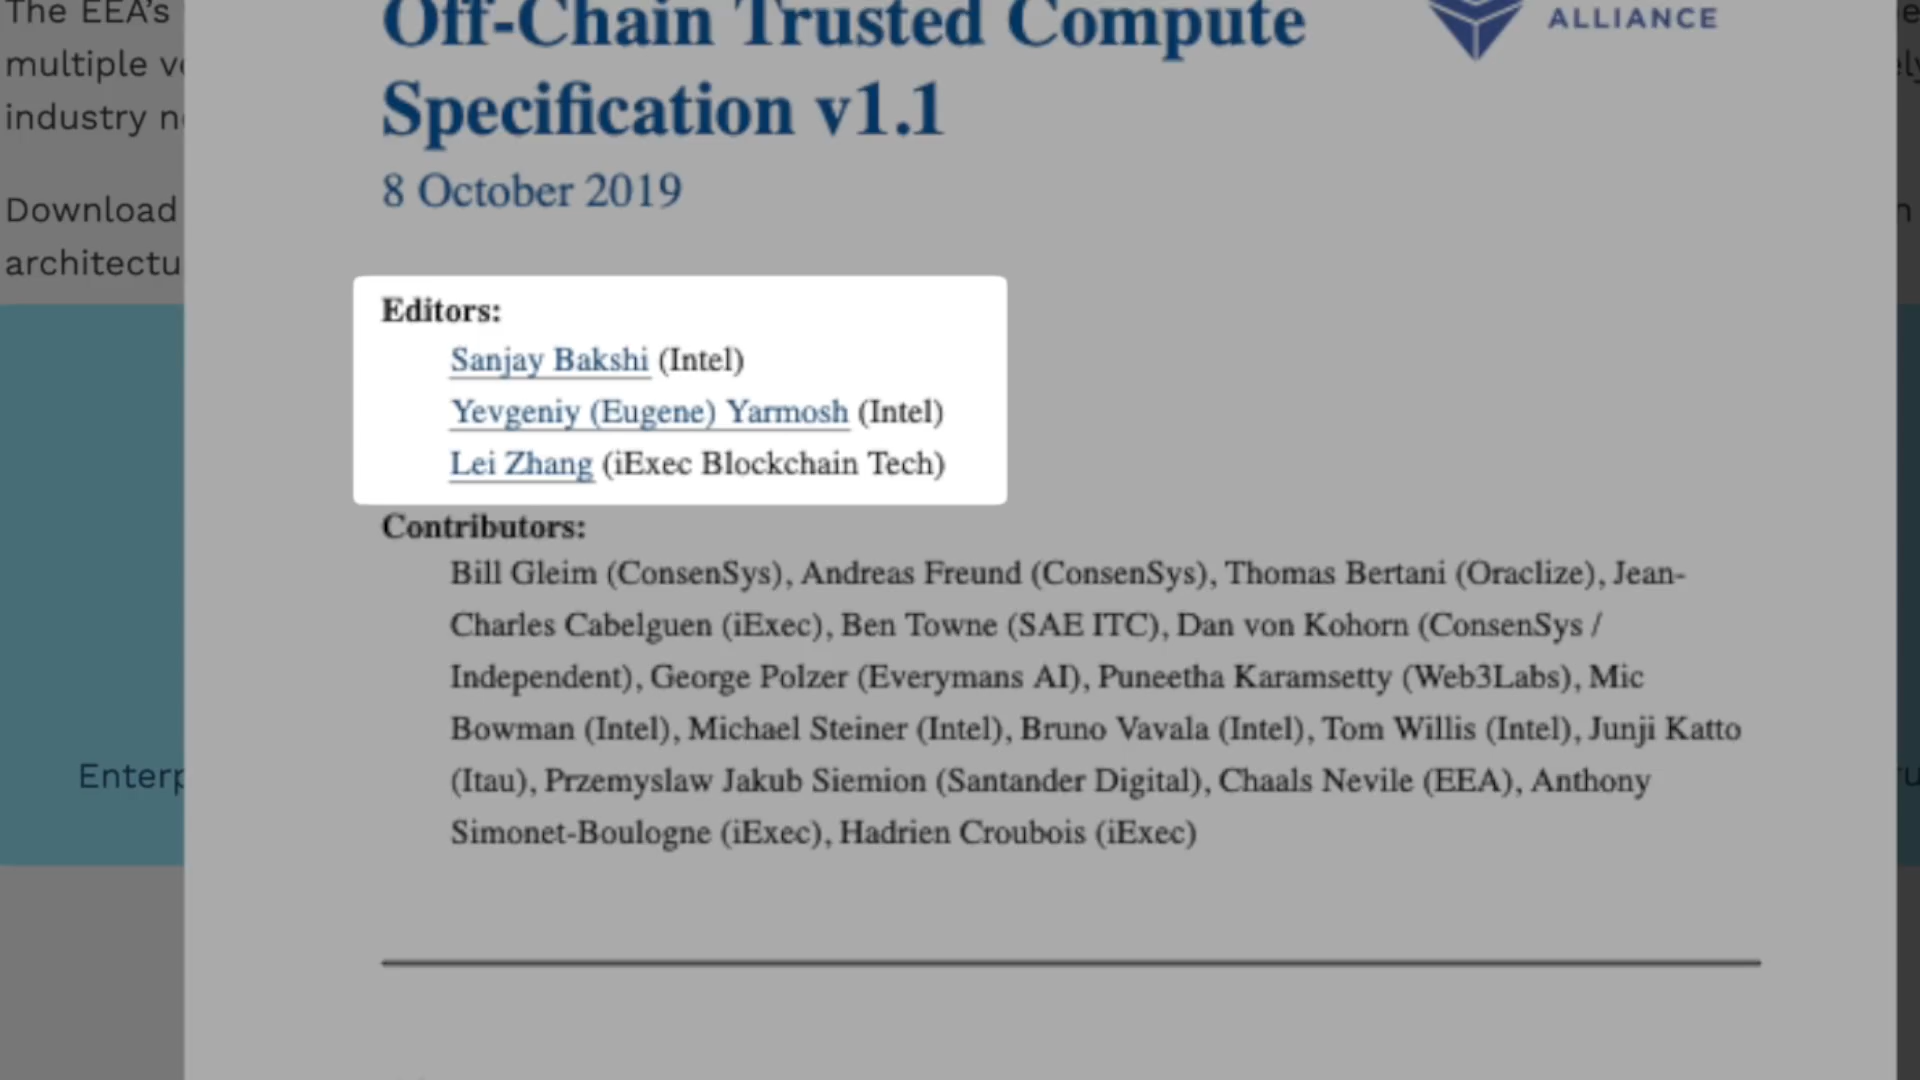 The EEA's
multiple
industry
Download
architectu
Enterp
Off-Chain Trusted Compute
Specification v1.1
8 October 2019
ALLIANCE
Editors:
Sanjay Bakshi (Intel)
Yevgeniy (Eugene) Yarmosh (Intel)
Lei Zhang (iExec Blockchain Tech)
Contributors:
Bill Gleim (ConsenSys), Andreas Freund (ConsenSys), Thomas Bertani (Oraclize), Jean-
Charles Cabelguen (iExec), Ben Towne (SAE ITC), Dan von Kohorn (ConsenSys /
Independent), George Polzer (Everymans AI), Puneetha Karamsetty (Web3Labs), Mic
Bowman (Intel), Michael Steiner (Intel), Bruno Vavala (Intel), Tom Willis (Intel), Junji Katto
(Itau), Przemyslaw Jakub Siemion (Santander Digital), Chaals Nevile (EEA), Anthony
Simonet-Boulogne (iExec), Hadrien Croubois (iExec)